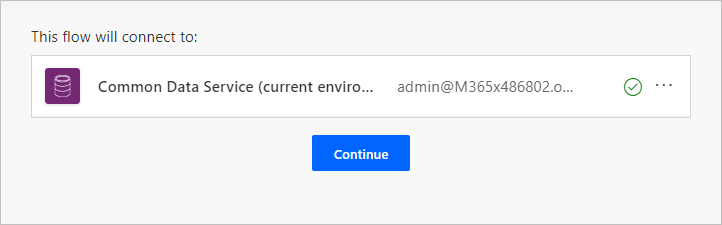 This flow will connect to:
Common Data Service (current enviro... admin@M365x486802.o...
Continue